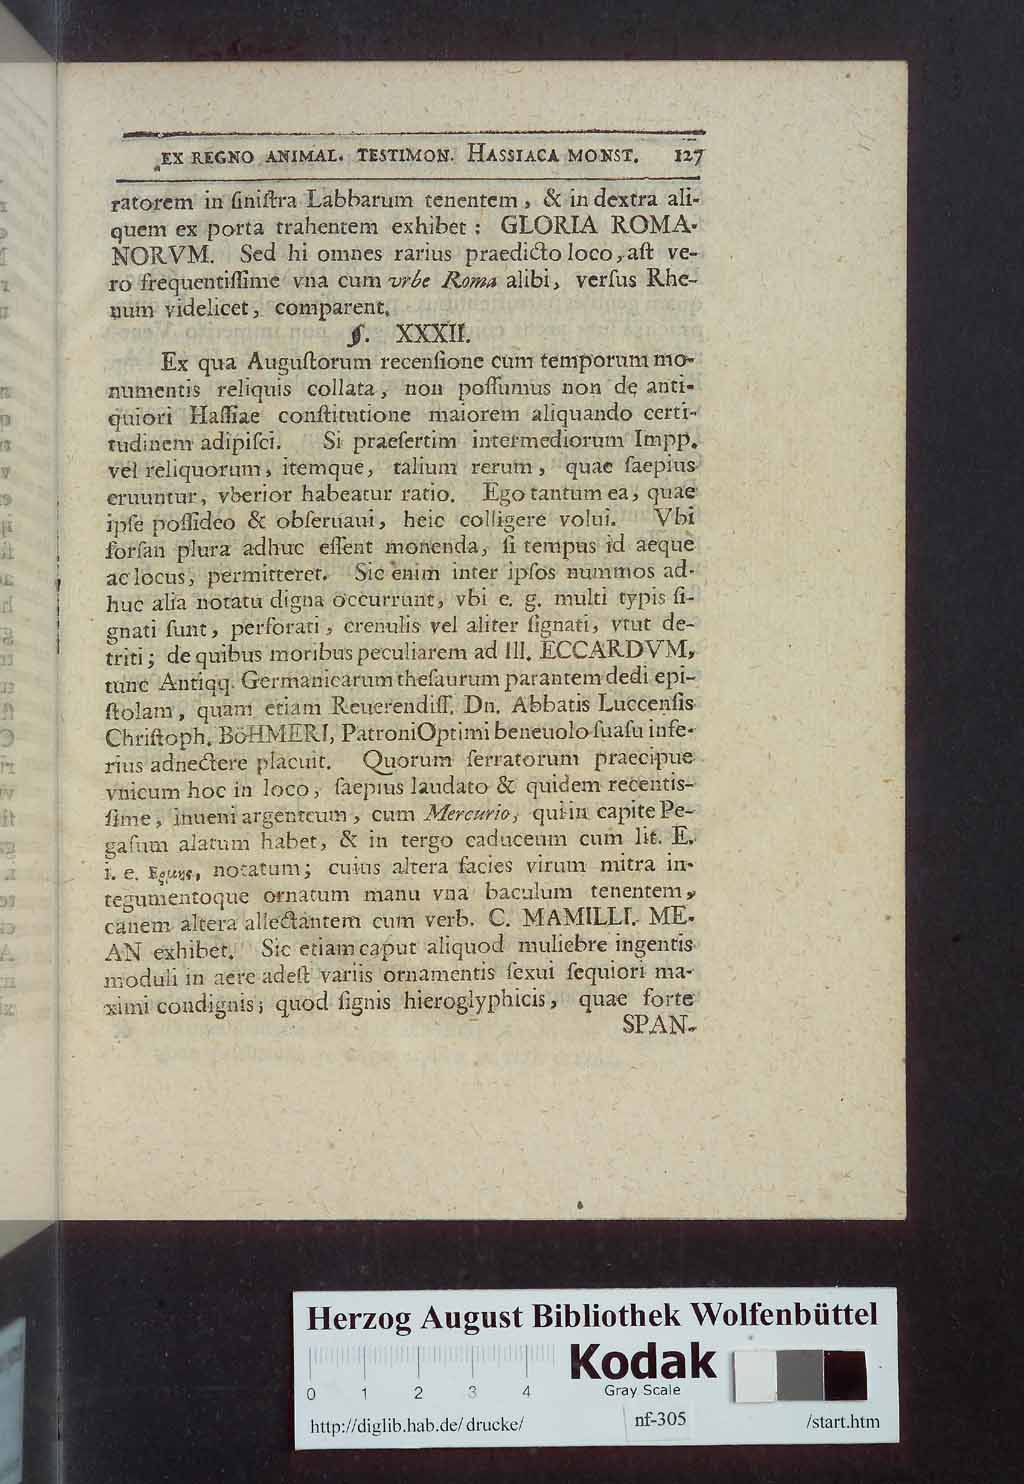 EX REGNO ANIMAL. TESTIMON. HASSIACA MONST. 127
ratorem in ſiniſtra Labbarum tenentem, & in dextra ali-
quem ex porta trahentem exhibet: GLORIA ROMA-
NORVM. Sed hi omnes rarius praedicto loco, aſt ve-
ro frequentiſſime vna cum vrbe Roma alibi, verſus Rhe-
num videlicet, comparent.
§. XXXII.
Ex qua Auguſtorum recenſione cum temporum mo-
numentis reliquis collata, non poſſumus non de anti-
quiori Haſſiae conſtitutione maiorem aliquando certi-
tudinem adipiſci. Si praeſertim intermediorum Impp.
vel reliquorum, itemque, talium rerum, quae ſaepius
eruuntur, vberior habeatur ratio. Ego tantum ea, quae
ipſe poſſideo & obſeruaui, heic colligere volui. Vbi
forſan plura adhuc eſſent monenda, ſi tempus id aeque
ac locus, permitteret. Sic enim inter ipſos nummos ad-
huc alia notatu digna occurrunt, vbi e. g. multi typis ſi-
gnati ſunt, perforati, crenulis vel aliter ſignati, vtut de-
triti; de quibus moribus peculiarem ad Ill. ECCARDVM,
tunc Antiqq. Germanicarum theſaurum parantem dedi epi-
ſtolam, quam etiam Reuerendiſſ. Dn. Abbatis Luccenſis
Chriſtoph. BöHMERI, Patroni Optimi beneuolo ſuaſu infe-
rius adnectere placuit. Quorum ſerratorum praecipue
vnicum hoc in loco, ſaepius laudato & quidem recentis-
ſime, inueni argenteum, cum Mercurio, qui in capite Pe-
gaſum alatum habet, & in tergo caduceum cum lit. E.
i. e. notatum; cuius altera facies virum mitra in-
tegumentoque ornatum manu vna baculum tenentem,
canem altera allectantem cum verb. C. MAMILLI. ME-
AN exhibet. Sic etiam caput aliquod muliebre ingentis
moduli in aere adeſt variis ornamentis ſexui ſequiori ma-
ximi condignis; quod ſignis hieroglyphicis, quae forte
SPAN-
Herzog August Bibliothek Wolfenbüttel
Kodak
Gray Scale
0 1 2 3 4
http://diglib.hab.de/drucke/ nf-305 /start.htm